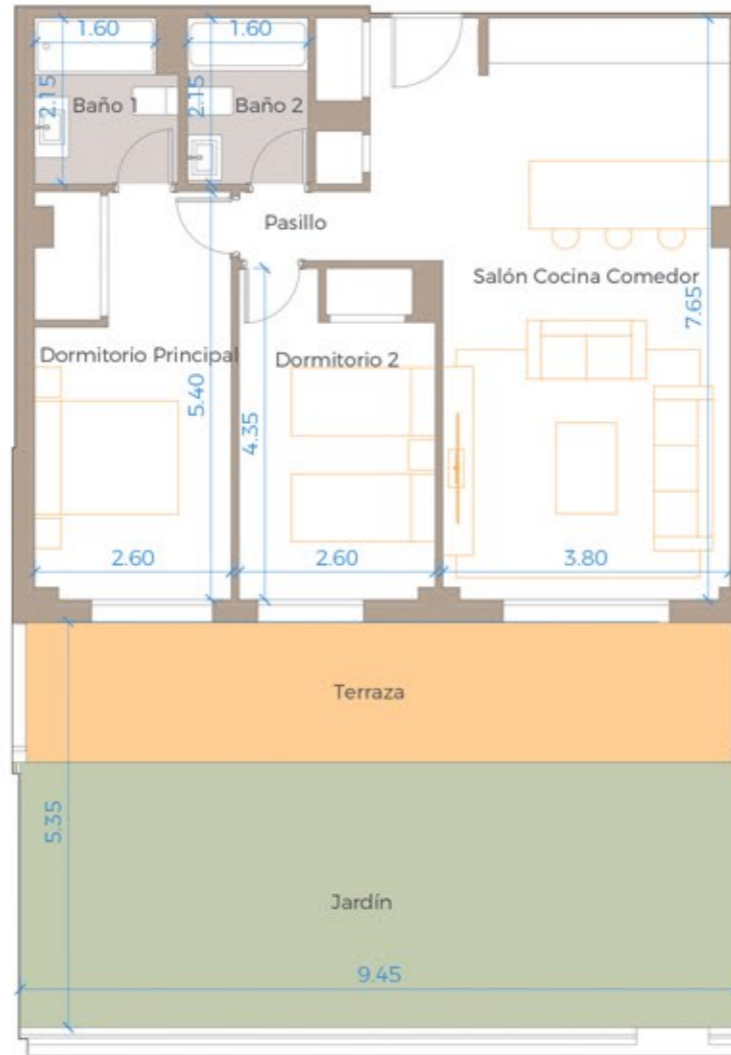 1.60
1.60
2.15
Baño 1
2.15
Baño 2
Pasillo
Salón Cocina Comedor
7.65
Dormitorio Principal
Dormitorio 2
5.40
4.35
2.60
2.60
3.80
Terraza
5.35
Jardín
9.45